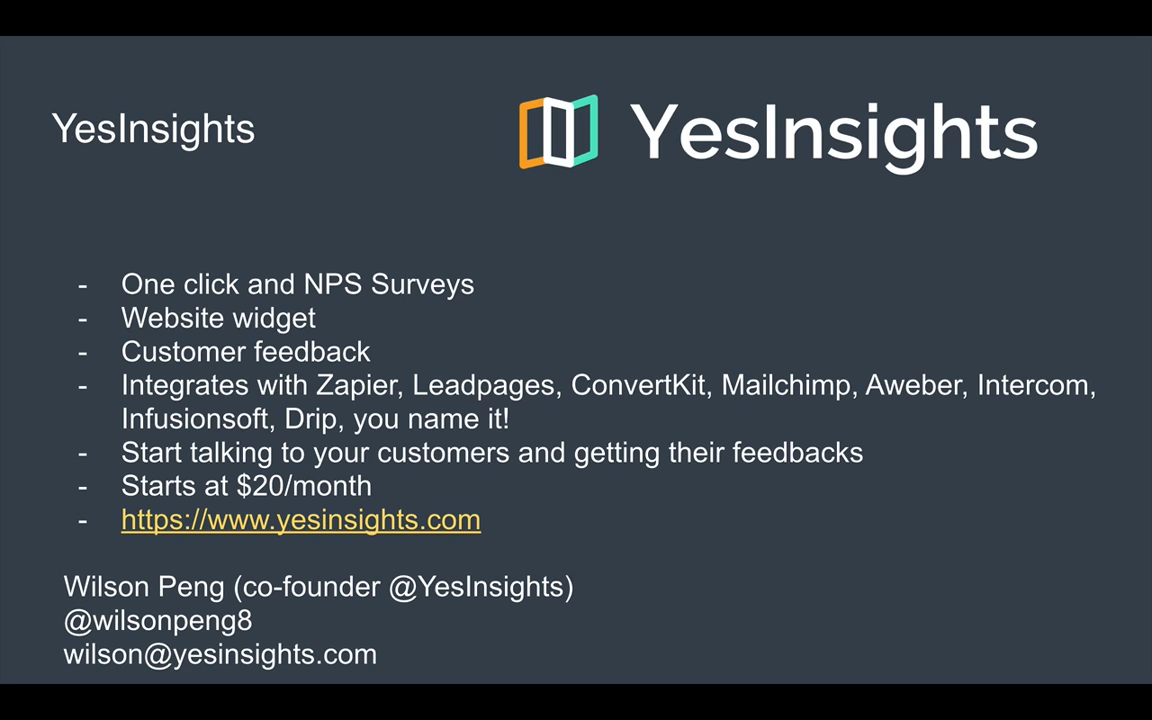 YesInsights
YesInsights
- One click and NPS Surveys
- Website widget
- Customer feedback
- Integrates with Zapier, Leadpages, ConvertKit, Mailchimp, Aweber, Intercom,
Infusionsoft, Drip, you name it!
- Start talking to your customers and getting their feedbacks
- Starts at $20/month
- https://www.yesinsights.com
Wilson Peng (co-founder @YesInsights)
@wilsonpeng8
wilson@yesinsights.com